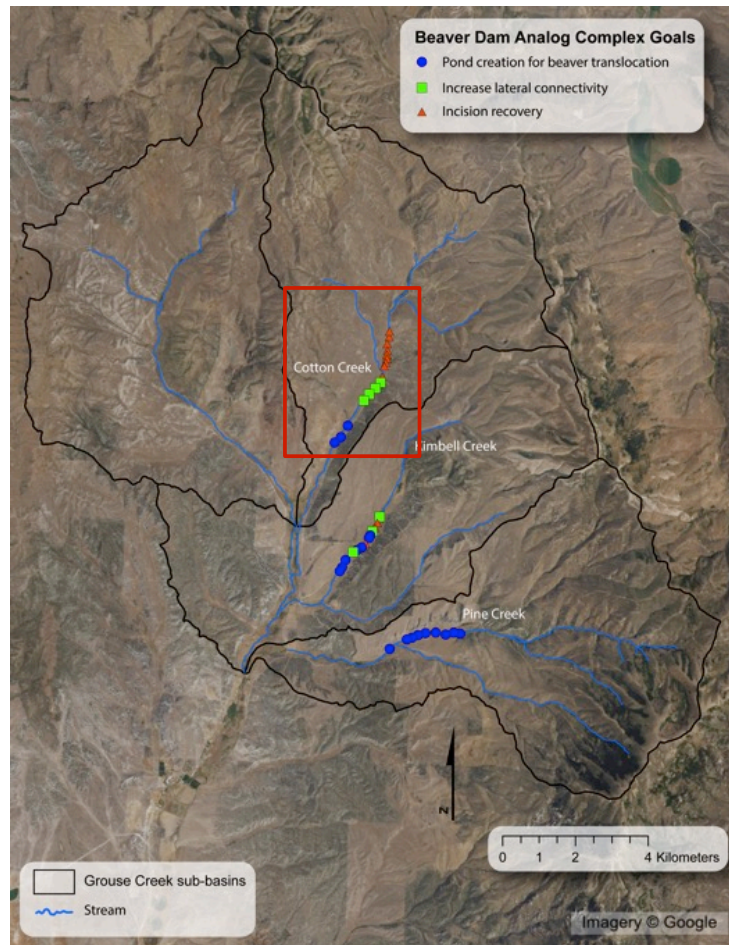 Beaver Dam Analog Complex Goals
Pond creation for beaver translocation
Increase lateral connectivity
Incision recovery
Cotton Creek
Kimbell Creek
Pine Creek
N
0 1 2 4 Kilometers
Grouse Creek sub-basins
Stream
Imagery © Google